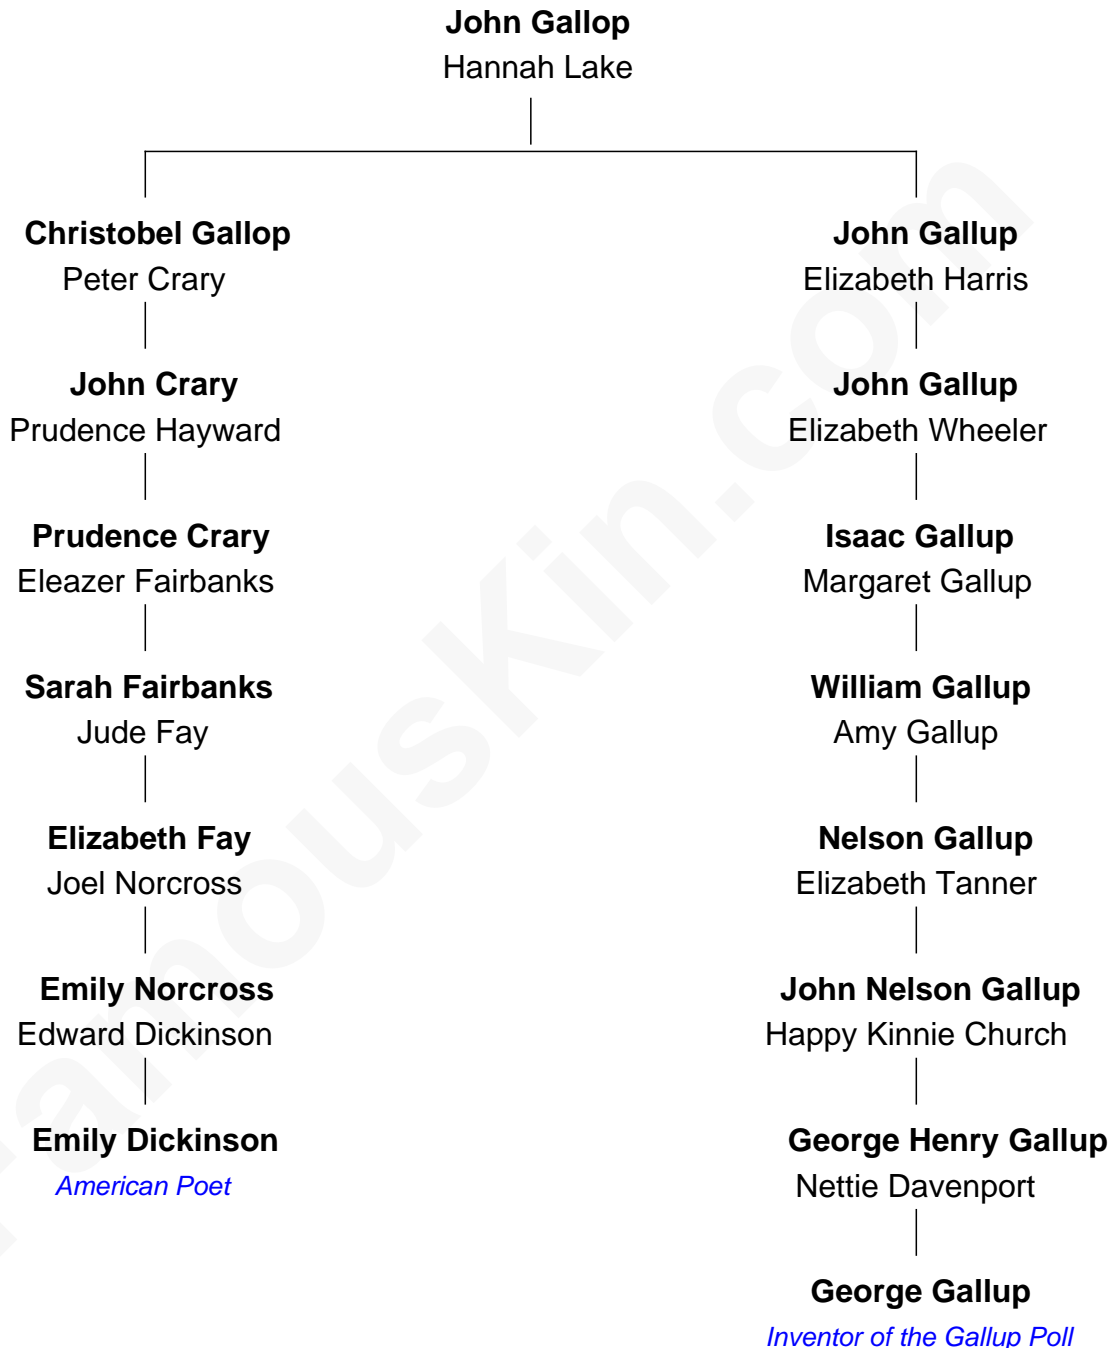 John Gallop
Hannah Lake
Christobel Gallop
Peter Crary
John Gallup
Elizabeth Harris
John Crary
Prudence Hayward
John Gallup
Elizabeth Wheeler
Prudence Crary
Eleazer Fairbanks
Isaac Gallup
Margaret Gallup
Sarah Fairbanks
Jude Fay
William Gallup
Amy Gallup
Elizabeth Fay
Joel Norcross
Nelson Gallup
Elizabeth Tanner
Emily Norcross
Edward Dickinson
John Nelson Gallup
Happy Kinnie Church
Emily Dickinson
American Poet
George Henry Gallup
Nettie Davenport
George Gallup
Inventor of the Gallup Poll
FamousKin.com